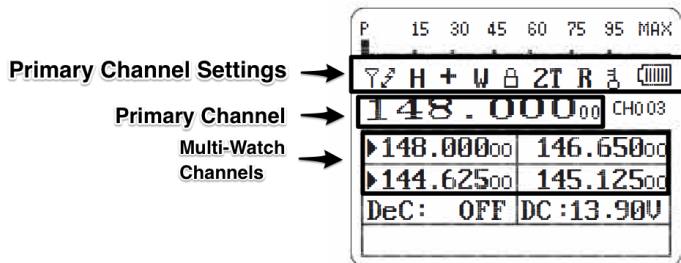 P 15 30 45 60 75 95 MAX
Primary Channel Settings H + W 2T R
Primary Channel 148.00000 CH003
Multi-Watch Channels
148.00000 146.65000
144.62500 145.12500
DeC: OFF DC:13.90V